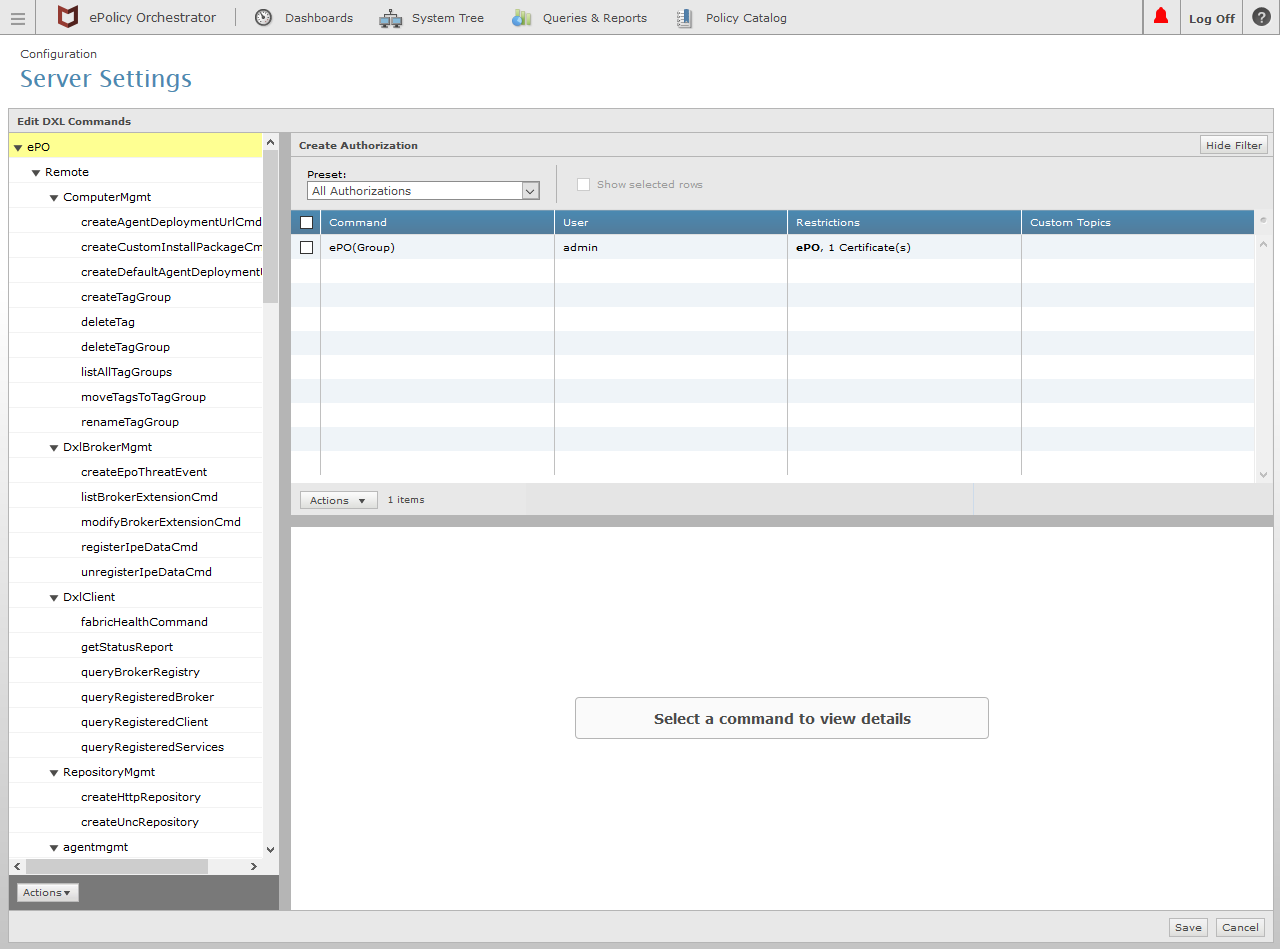 ePolicy Orchestrator
Dashboards
System Tree
Queries & Reports
Policy Catalog
Log Off
?
Configuration
Server Settings
Edit DXL Commands
ePO
Remote
ComputerMgmt
createAgentDeploymentUrlCmd
createCustomInstallPackageCm
createDefaultAgentDeployment
createTagGroup
deleteTag
deleteTagGroup
listAllTagGroups
moveTagsToTagGroup
renameTagGroup
DxlBrokerMgmt
createEpoThreatEvent
listBrokerExtensionCmd
modifyBrokerExtensionCmd
registerIpeDataCmd
unregisterIpeDataCmd
DxlClient
fabricHealthCommand
getStatusReport
queryBrokerRegistry
queryRegisteredBroker
queryRegisteredClient
queryRegisteredServices
RepositoryMgmt
createHttpRepository
createUncRepository
agentmgmt
Actions
Create Authorization
Hide Filter
Preset:
All Authorizations
Show selected rows
Command User Restrictions Custom Topics
ePO(Group) admin ePO, 1 Certificate(s)
Actions 1 items
Select a command to view details
Save Cancel